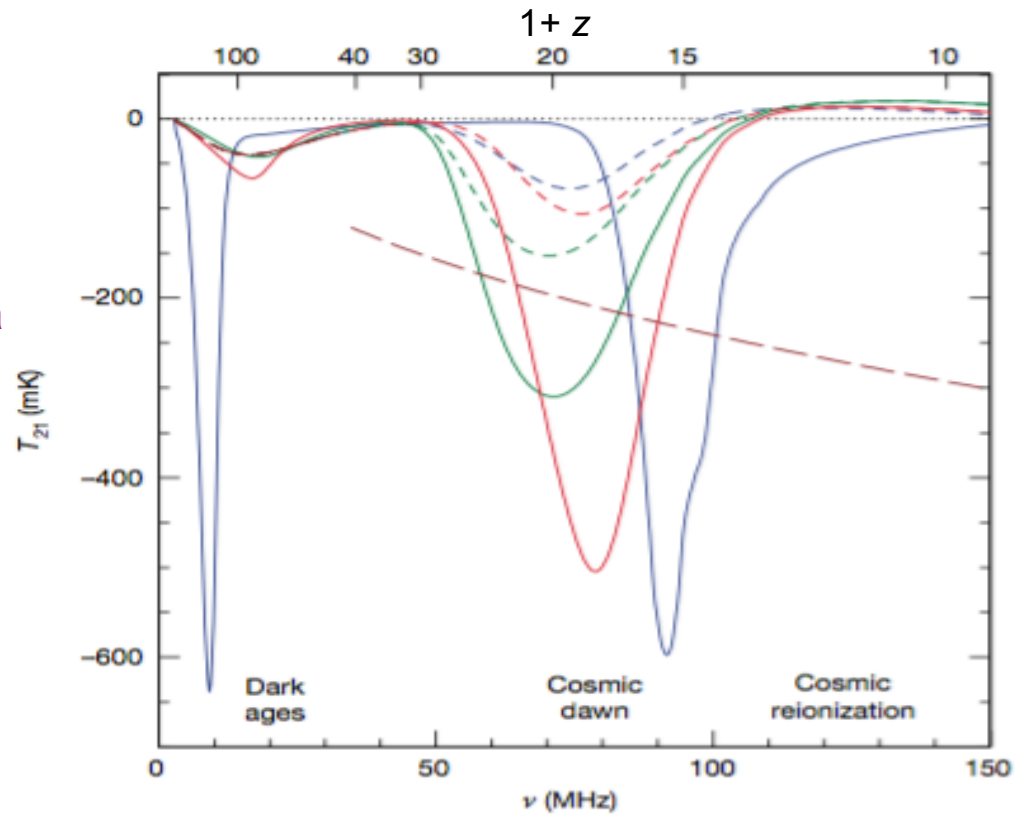 1+ z
100 40 30 20 15 10
0
−200
−400
−600
T21 (mK)
Dark
ages
Cosmic
dawn
Cosmic
reionization
0 50 100 150
ν (MHz)